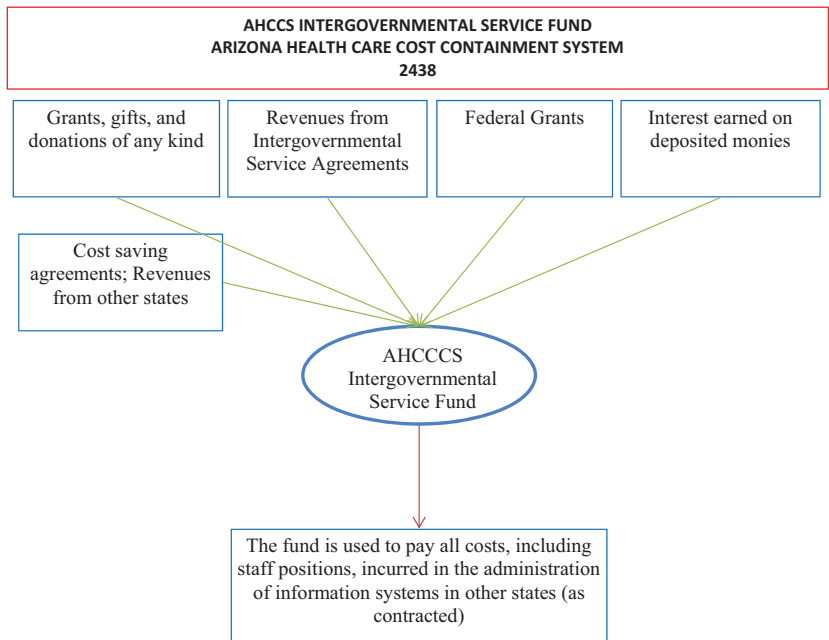 AHCCS INTERGOVERNMENTAL SERVICE FUND
ARIZONA HEALTH CARE COST CONTAINMENT SYSTEM
2438
Grants, gifts, and
donations of any kind
Revenues from
Intergovernmental
Service Agreements
Federal Grants
Interest earned on
deposited monies
Cost saving
agreements; Revenues
from other states
AHCCCS
Intergovernmental
Service Fund
The fund is used to pay all costs, including
staff positions, incurred in the administration
of information systems in other states (as
contracted)